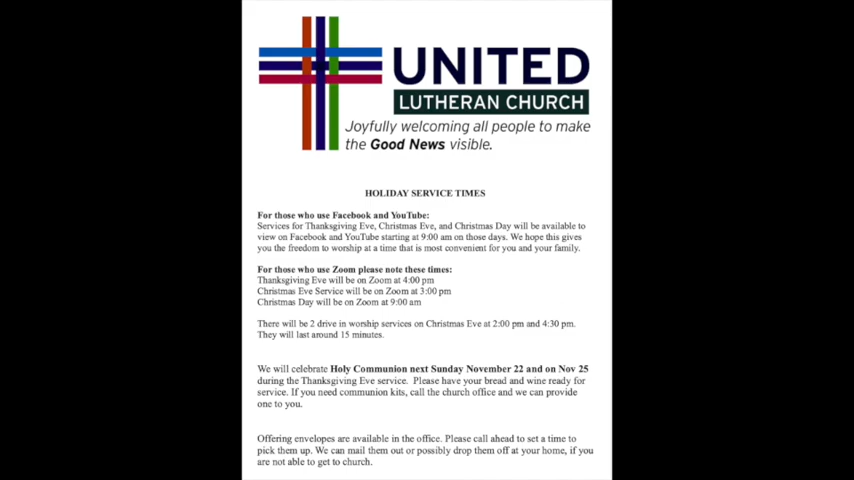 UNITED
LUTHERAN CHURCH
Joyfully welcoming all people to make
the Good News visible.
HOLIDAY SERVICE TIMES
For those who use Facebook and YouTube:
Services for Thanksgiving Eve, Christmas Eve, and Christmas Day will be available to
view on Facebook and YouTube starting at 9:00 am on those days. We hope this gives
you the freedom to worship at a time that is most convenient for you and your family.
For those who use Zoom please note these times:
Thanksgiving Eve will be on Zoom at 4:00 pm
Christmas Eve Service will be on Zoom at 3:00 pm
Christmas Day will be on Zoom at 9:00 am
There will be 2 drive in worship services on Christmas Eve at 2:00 pm and 4:30 pm.
They will last around 15 minutes.
We will celebrate Holy Communion next Sunday November 22 and on Nov 25
during the Thanksgiving Eve service. Please have your bread and wine ready for
service. If you need communion kits, call the church office and we can provide
one to you.
Offering envelopes are available in the office. Please call ahead to set a time to
pick them up. We can mail them out or possibly drop them off at your home, if you
are not able to get to church.